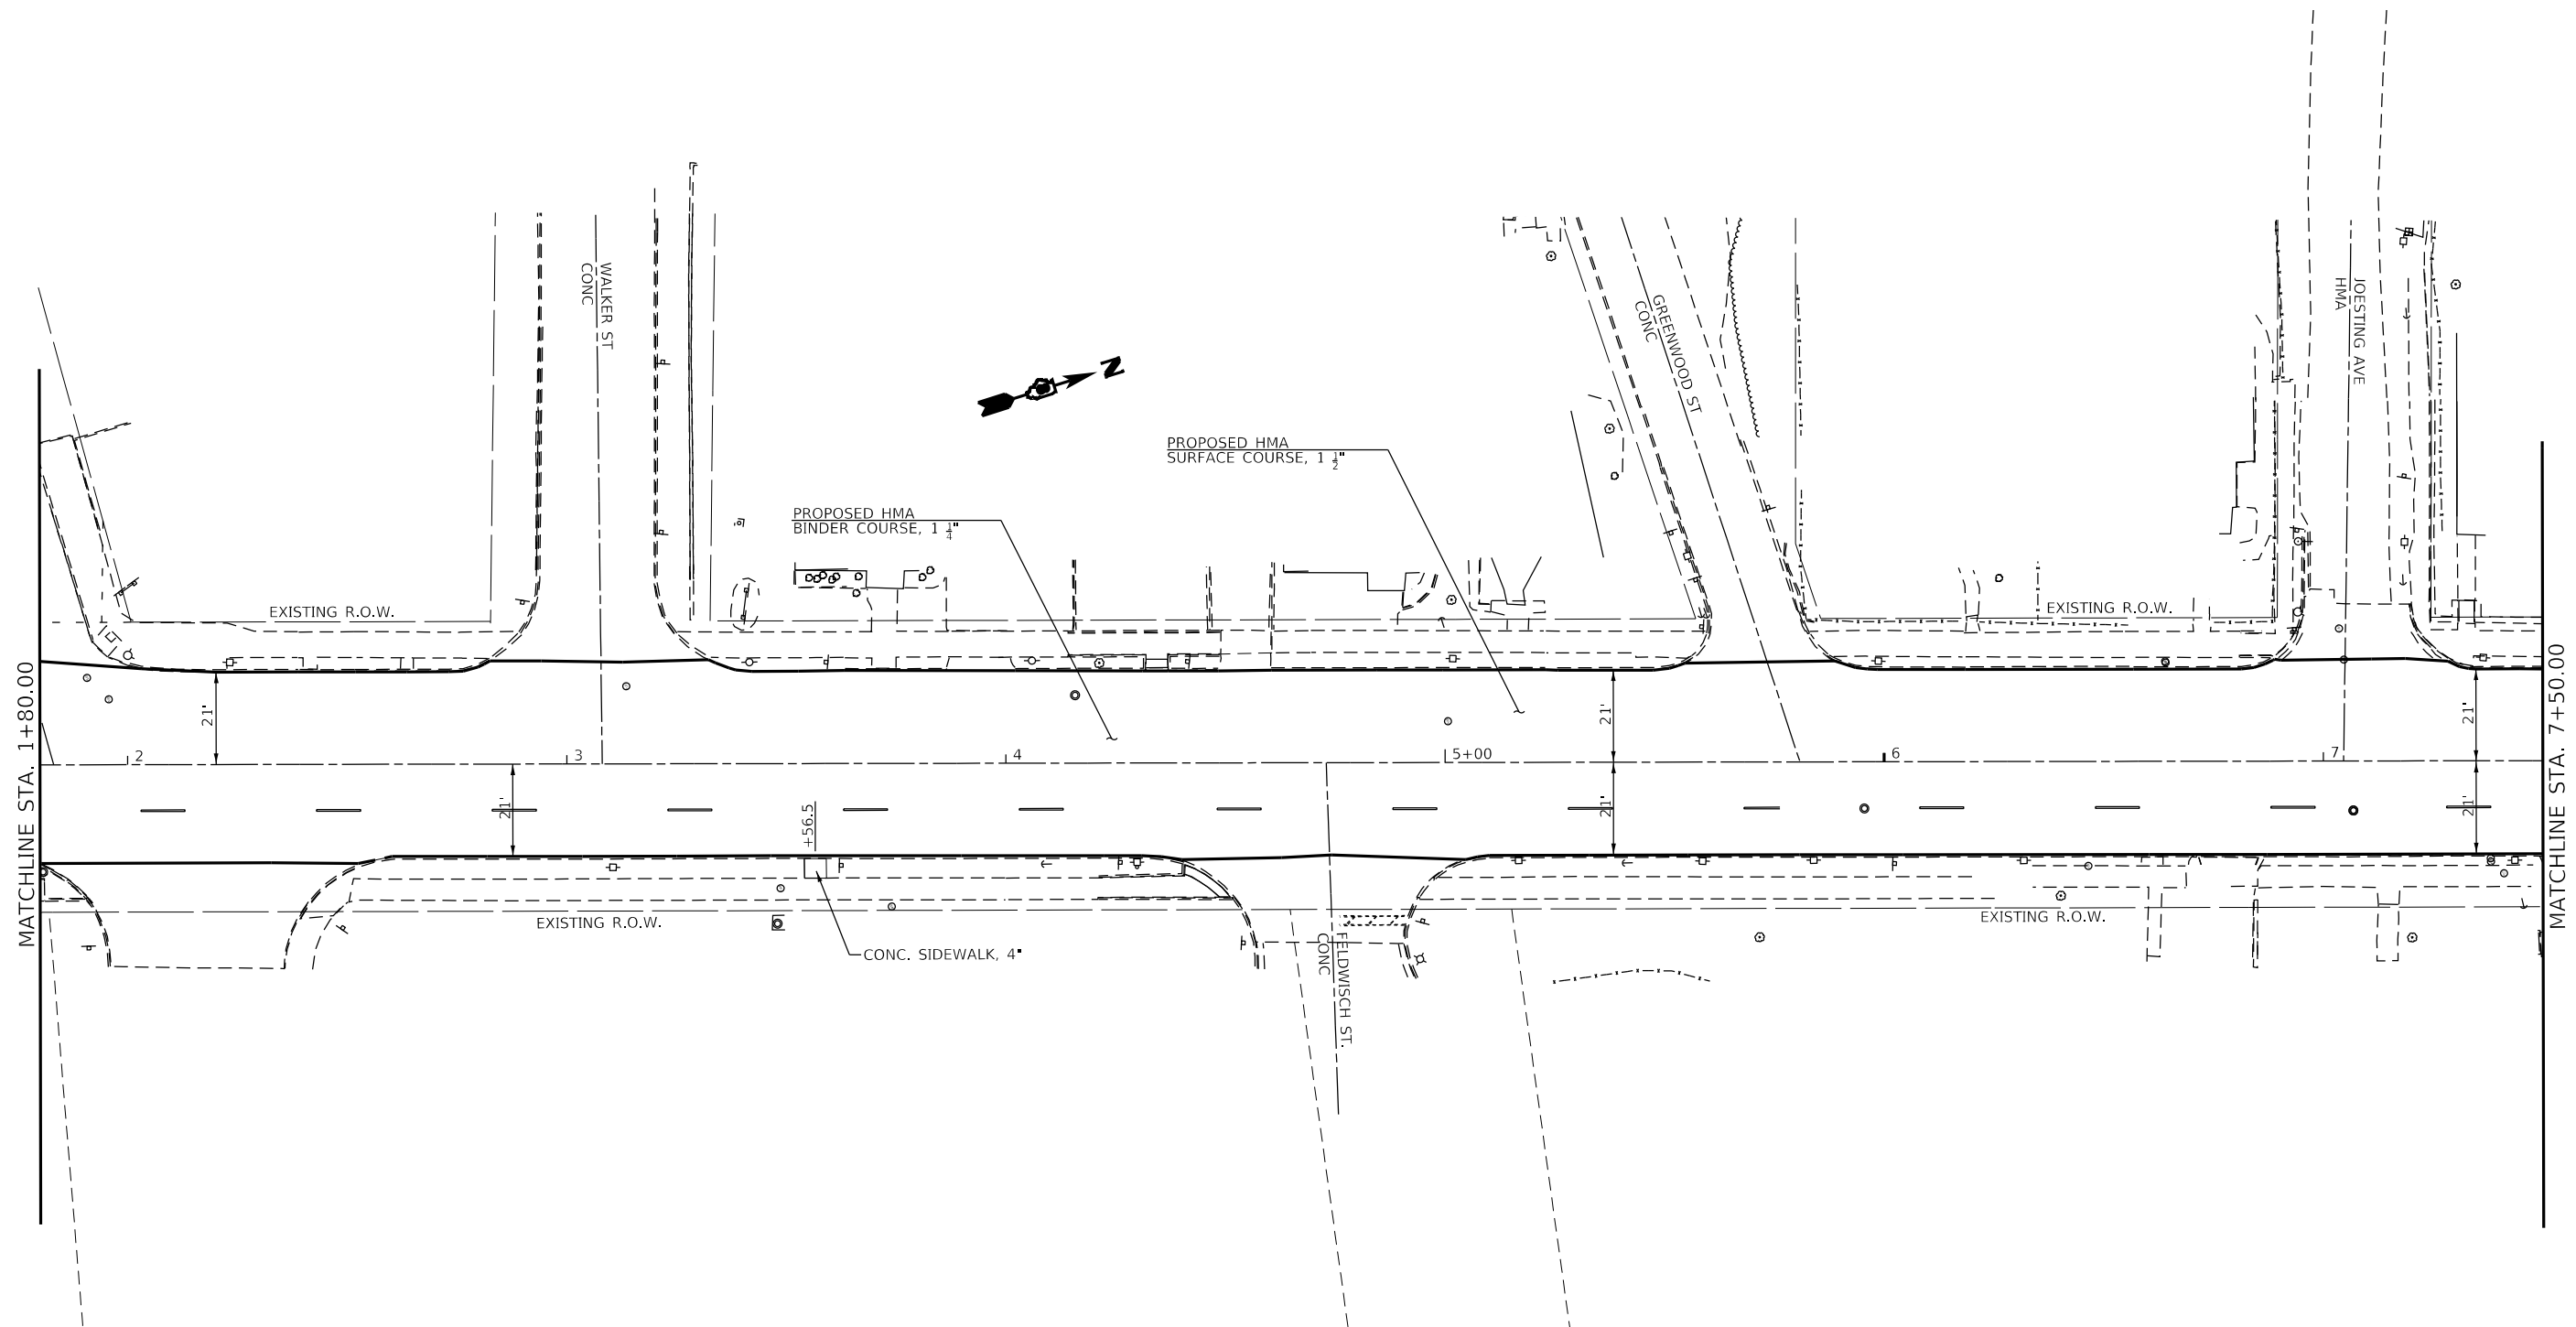 WALKER ST
CONC
GREENWOOD ST
CONC
JOESTING AVE
HMA
N
PROPOSED HMA
SURFACE COURSE, 1 1/2"
PROPOSED HMA
BINDER COURSE, 1 1/4"
EXISTING R.O.W.
EXISTING R.O.W.
MATCHLINE STA. 1+80.00
MATCHLINE STA. 7+50.00
21'
21'
21'
2
3
4
5+00
6
7
21'
+56.5
21'
21'
EXISTING R.O.W.
EXISTING R.O.W.
CONC. SIDEWALK, 4"
FELDWISCH ST.
CONC